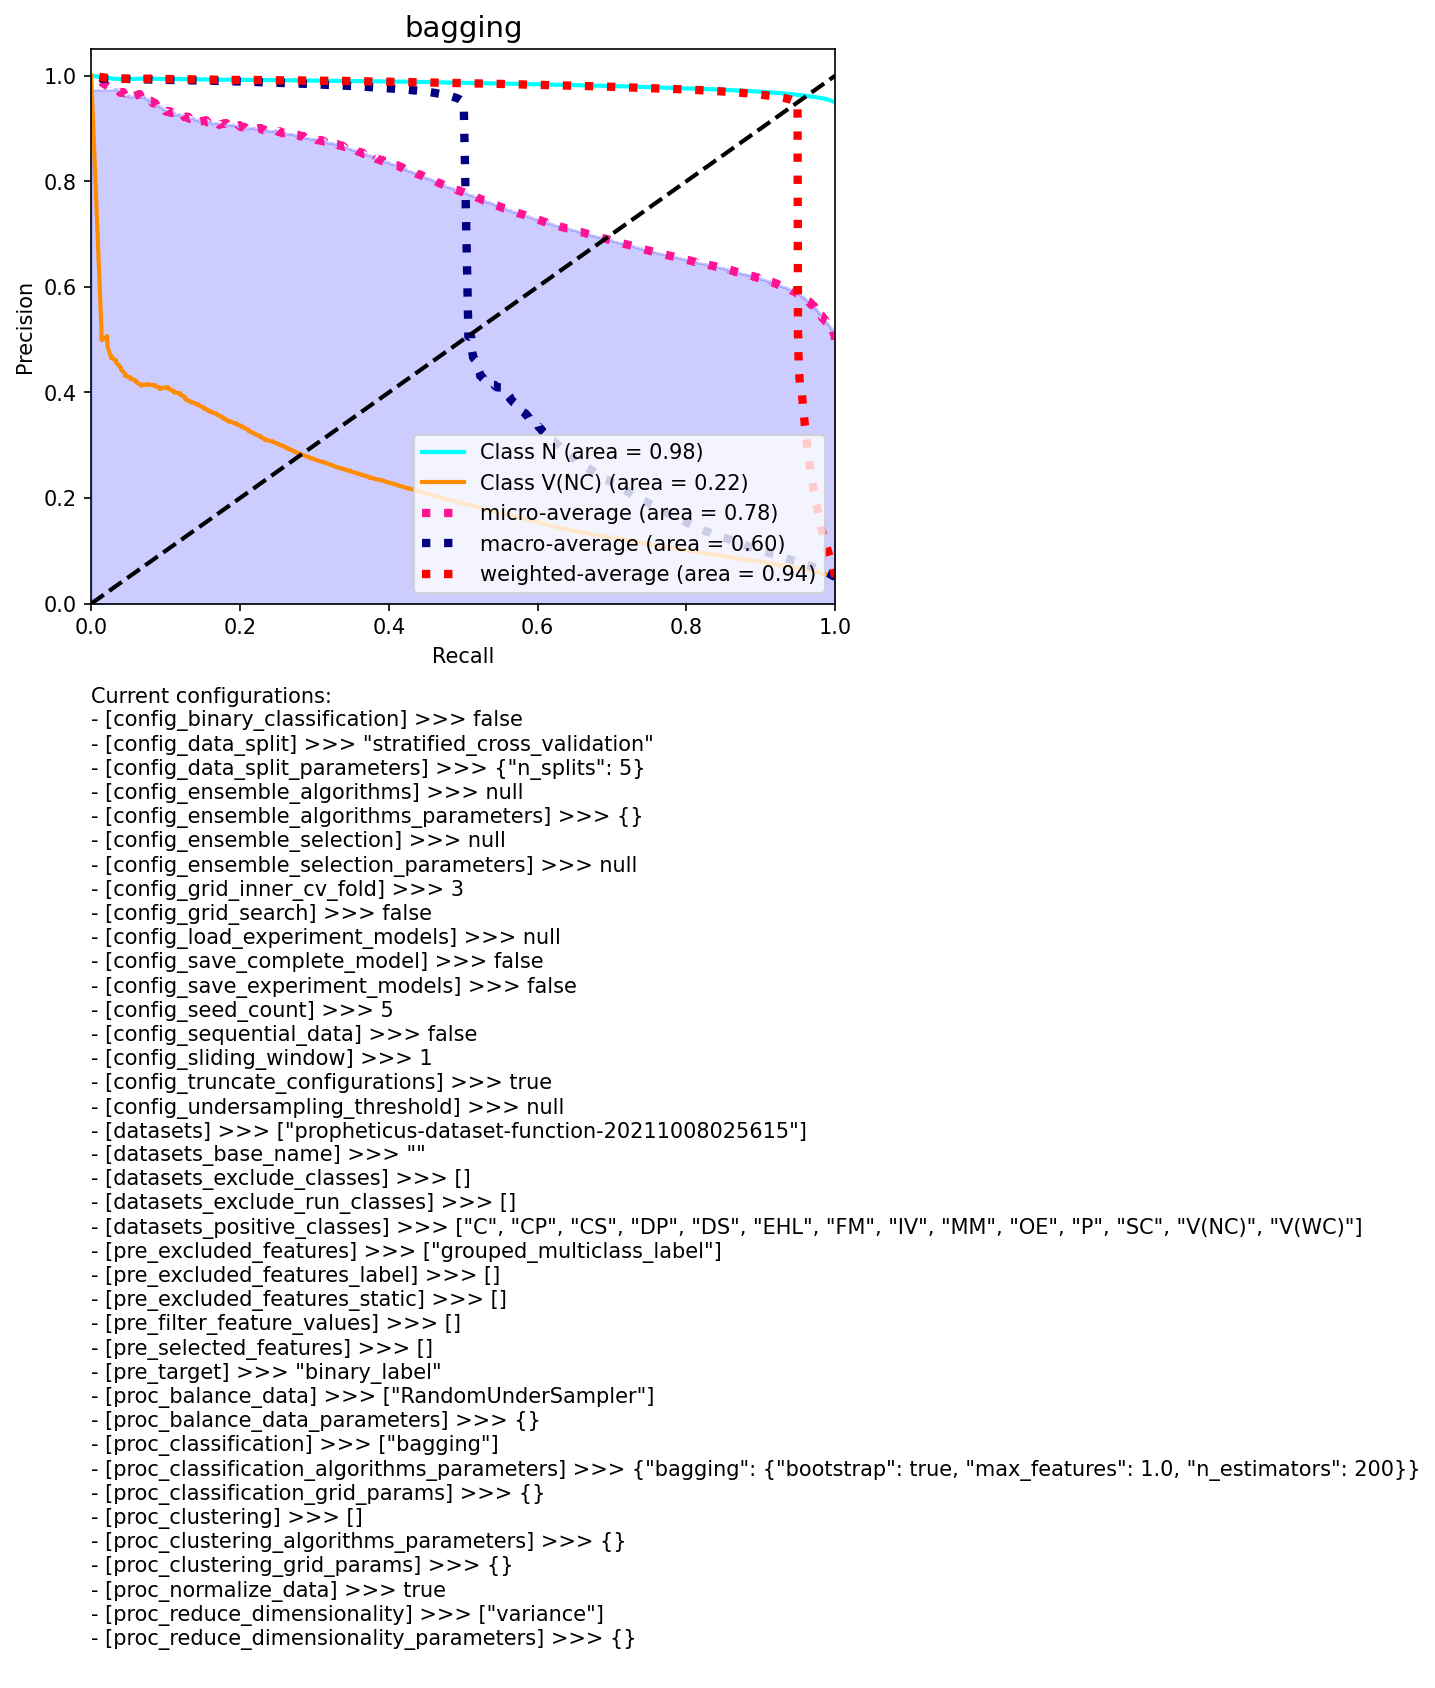 bagging
1.0
0.8
0.6
0.4
0.2
0.0
Precision
0.0 0.2 0.4 0.6 0.8 1.0
Recall
Class N (area = 0.98)
Class V(NC) (area = 0.22)
micro-average (area = 0.78)
macro-average (area = 0.60)
weighted-average (area = 0.94)
Current configurations:
- [config_binary_classification] >>> false
- [config_data_split] >>> "stratified_cross_validation"
- [config_data_split_parameters] >>> {"n_splits": 5}
- [config_ensemble_algorithms] >>> null
- [config_ensemble_algorithms_parameters] >>> {}
- [config_ensemble_selection] >>> null
- [config_ensemble_selection_parameters] >>> null
- [config_grid_inner_cv_fold] >>> 3
- [config_grid_search] >>> false
- [config_load_experiment_models] >>> null
- [config_save_complete_model] >>> false
- [config_save_experiment_models] >>> false
- [config_seed_count] >>> 5
- [config_sequential_data] >>> false
- [config_sliding_window] >>> 1
- [config_truncate_configurations] >>> true
- [config_undersampling_threshold] >>> null
- [datasets] >>> ["propheticus-dataset-function-20211008025615"]
- [datasets_base_name] >>> ""
- [datasets_exclude_classes] >>> []
- [datasets_exclude_run_classes] >>> []
- [datasets_positive_classes] >>> ["C", "CP", "CS", "DP", "DS", "EHL", "FM", "IV", "MM", "OE", "P", "SC", "V(NC)", "V(WC)"]
- [pre_excluded_features] >>> ["grouped_multiclass_label"]
- [pre_excluded_features_label] >>> []
- [pre_excluded_features_static] >>> []
- [pre_filter_feature_values] >>> []
- [pre_selected_features] >>> []
- [pre_target] >>> "binary_label"
- [proc_balance_data] >>> ["RandomUnderSampler"]
- [proc_balance_data_parameters] >>> {}
- [proc_classification] >>> ["bagging"]
- [proc_classification_algorithms_parameters] >>> {"bagging": {"bootstrap": true, "max_features": 1.0, "n_estimators": 200}}
- [proc_classification_grid_params] >>> {}
- [proc_clustering] >>> []
- [proc_clustering_algorithms_parameters] >>> {}
- [proc_clustering_grid_params] >>> {}
- [proc_normalize_data] >>> true
- [proc_reduce_dimensionality] >>> ["variance"]
- [proc_reduce_dimensionality_parameters] >>> {}